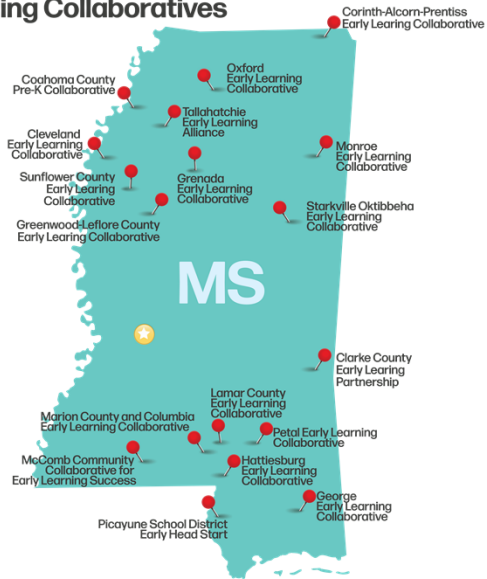 ing Collaboratives
Corinth-Alcorn-Prentiss
Early Learing Collaborative
Oxford
Early Learning
Collaborative
Coahoma County
Pre-K Collaborative
Tallahatchie
Early Learning
Alliance
Cleveland
Early Learning
Collaborative
Monroe
Early Learning
Collaborative
Sunflower County
Early Learing
Collaborative
Grenada
Early Learning
Collaborative
Greenwood-Leflore County
Early Learing Collaborative
Starkville Oktibbeha
Early Learning
Collaborative
MS
Clarke County
Early Learing
Partnership
Lamar County
Early Learning
Collaborative
Marion County and Columbia
Early Learning Collaborative
Petal Early Learning
Collaborative
McComb Community
Collaborative for
Early Learning Success
Hattiesburg
Early Learning
Collaborative
George
Early Learning
Collaborative
Picayune School District
Early Head Start